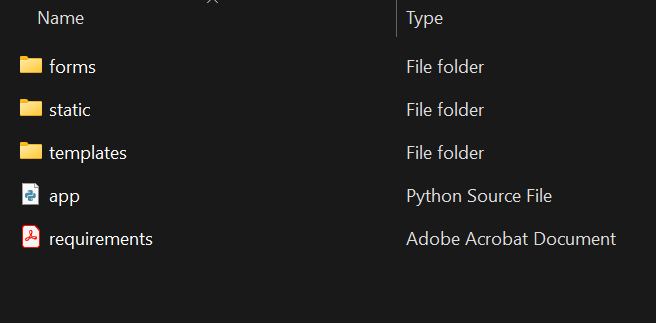 Name Type
forms File folder
static File folder
templates File folder
app Python Source File
requirements Adobe Acrobat Document